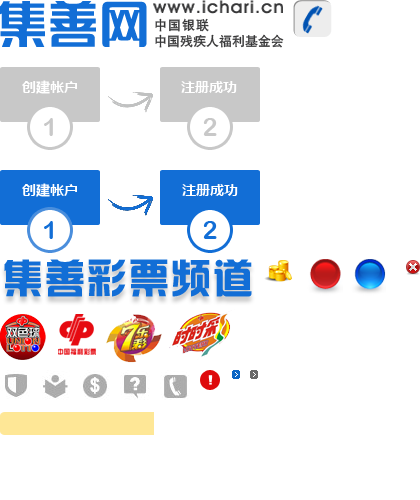 集善网
www.ichari.cn
中国银联
中国残疾人福利基金会
创建帐户
注册成功
1
2
创建帐户
注册成功
1
2
集善彩票频道
双色球
UNION
LOTTO
中国福利彩票
7乐彩
时时乐
$
?
!